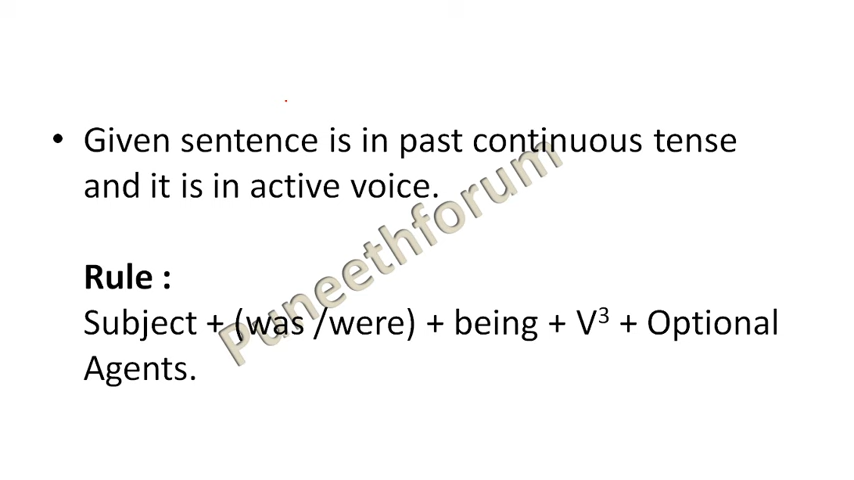 • Given sentence is in past continuous tense
and it is in active voice.
Rule :
Subject + (was /were) + being + V³ + Optional
Agents.
Puneethforum